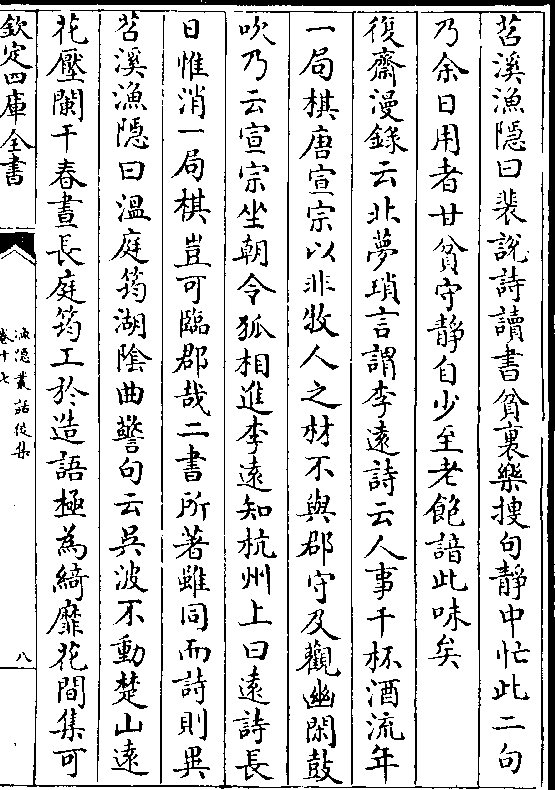 苕溪漁隱曰裴說詩讀書貧裏樂搜句靜中忙此二句
乃余日用者甘貧守靜自少至老飽諳此味矣
復齋漫錄云北夢瑣言謂李遠詩云人事千杯酒流年
一局棋唐宣宗以非牧人之材不與郡守及觀幽閑鼓
吹乃云宣宗坐朝令狐相進李遠知杭州上曰遠詩長
日惟消一局棋豈可臨郡哉二書所著雖同而詩則異
苕溪漁隱曰溫庭筠湖陰曲警句云吳波不動楚山遠
花壓闌干春晝長庭筠工於造語極為綺靡花間集可
欽定四庫全書
漁隱叢話後集
卷十七
八